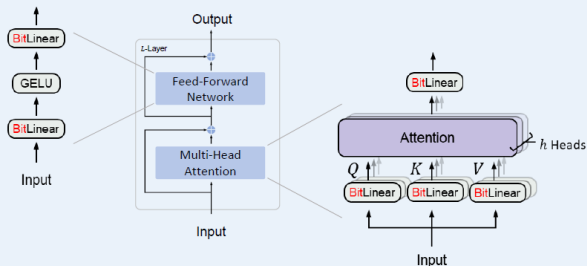 BitLinear
GELU
BitLinear
Input
Output
L-Layer
Feed-Forward
Network
Multi-Head
Attention
Input
BitLinear
Attention
h Heads
Q K V
BitLinear BitLinear BitLinear
Input